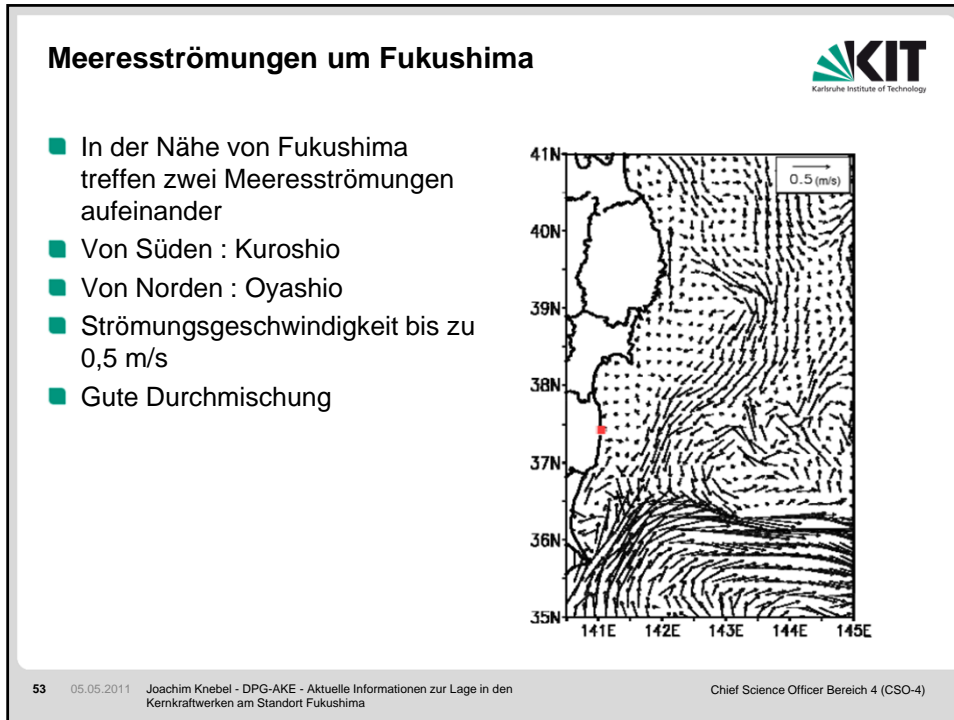 Meeresströmungen um Fukushima
KIT
Karlsruhe Institute of Technology
In der Nähe von Fukushima
treffen zwei Meeresströmungen
aufeinander
Von Süden : Kuroshio
Von Norden : Oyashio
Strömungsgeschwindigkeit bis zu
0,5 m/s
Gute Durchmischung
0.5 (m/s)
41N
40N
39N
38N
37N
36N
35N
141E 142E 143E 144E 145E
53 05.05.2011 Joachim Knebel - DPG-AKE - Aktuelle Informationen zur Lage in den
Kernkraftwerken am Standort Fukushima
Chief Science Officer Bereich 4 (CSO-4)